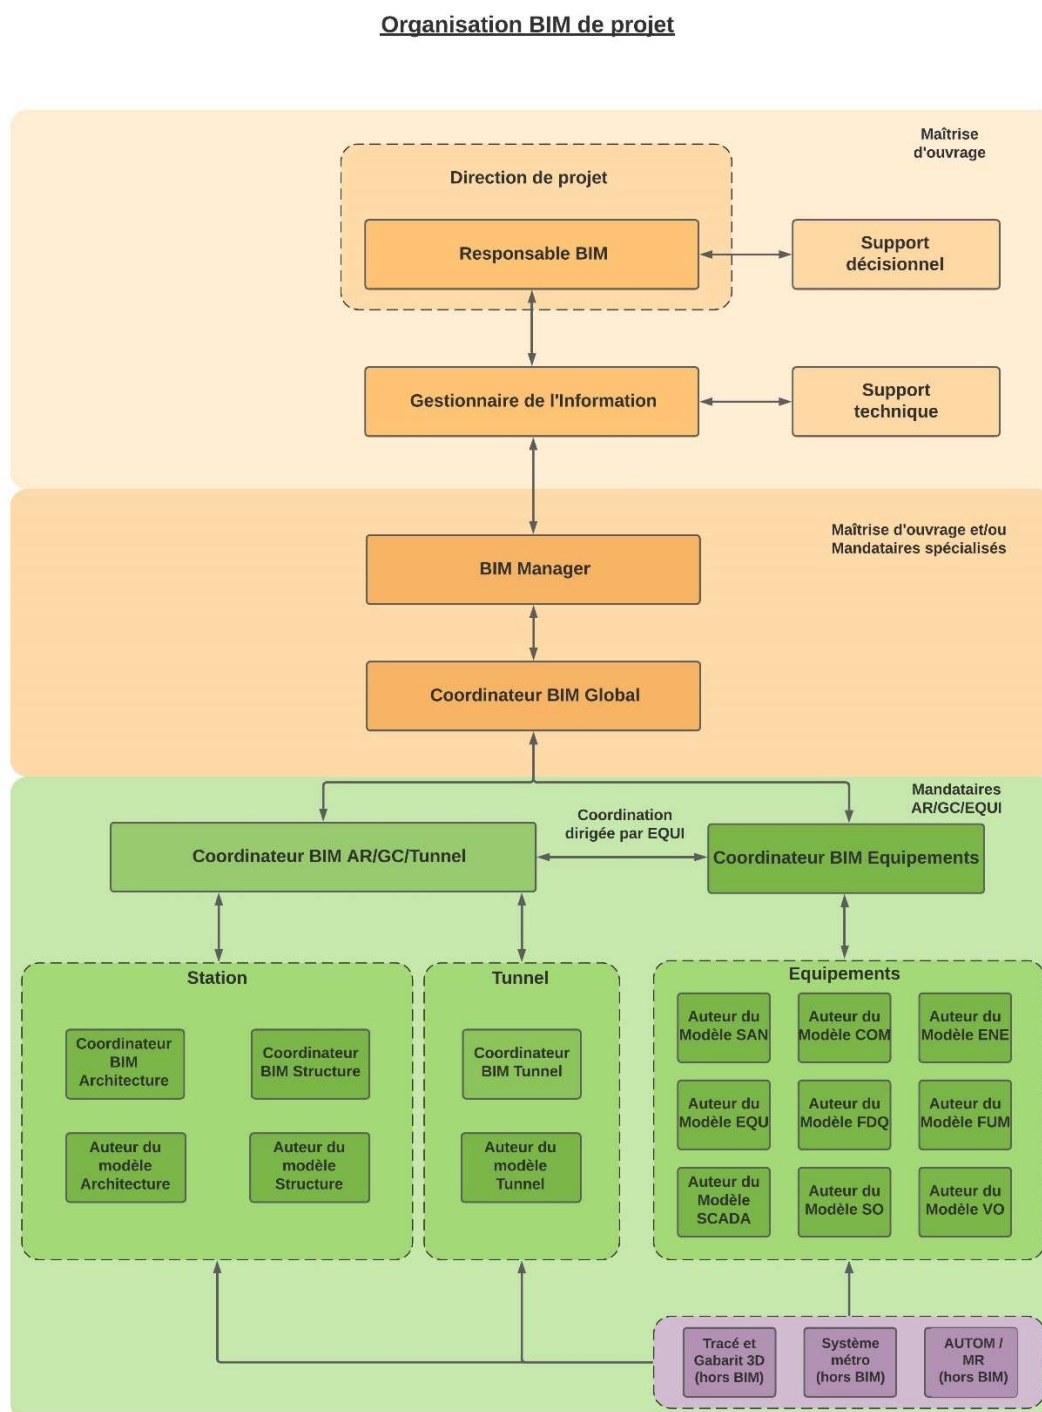 Organisation BIM de projet
Maîtrise
d'ouvrage
Direction de projet
Responsable BIM
Support
décisionnel
Gestionnaire de l'Information
Support
technique
Maîtrise d'ouvrage et/ou
Mandataires spécialisés
BIM Manager
Coordinateur BIM Global
Mandataires
AR/GC/EQUI
Coordination
dirigée par EQUI
Coordinateur BIM AR/GC/Tunnel
Coordinateur BIM Equipements
Station
Coordinateur
BIM
Architecture
Coordinateur
BIM Structure
Auteur du
modèle
Architecture
Auteur du
modèle
Structure
Tunnel
Coordinateur
BIM Tunnel
Auteur du
modèle
Tunnel
Equipements
Auteur du
Modèle SAN
Auteur du
Modèle COM
Auteur du
Modèle ENE
Auteur du
Modèle EQU
Auteur du
Modèle FDQ
Auteur du
Modèle FUM
Auteur du
Modèle
SCADA
Auteur du
Modèle SO
Auteur du
Modèle VO
Tracé et
Gabarit 3D
(hors BIM)
Système
métro
(hors BIM)
AUTOM /
MR
(hors BIM)